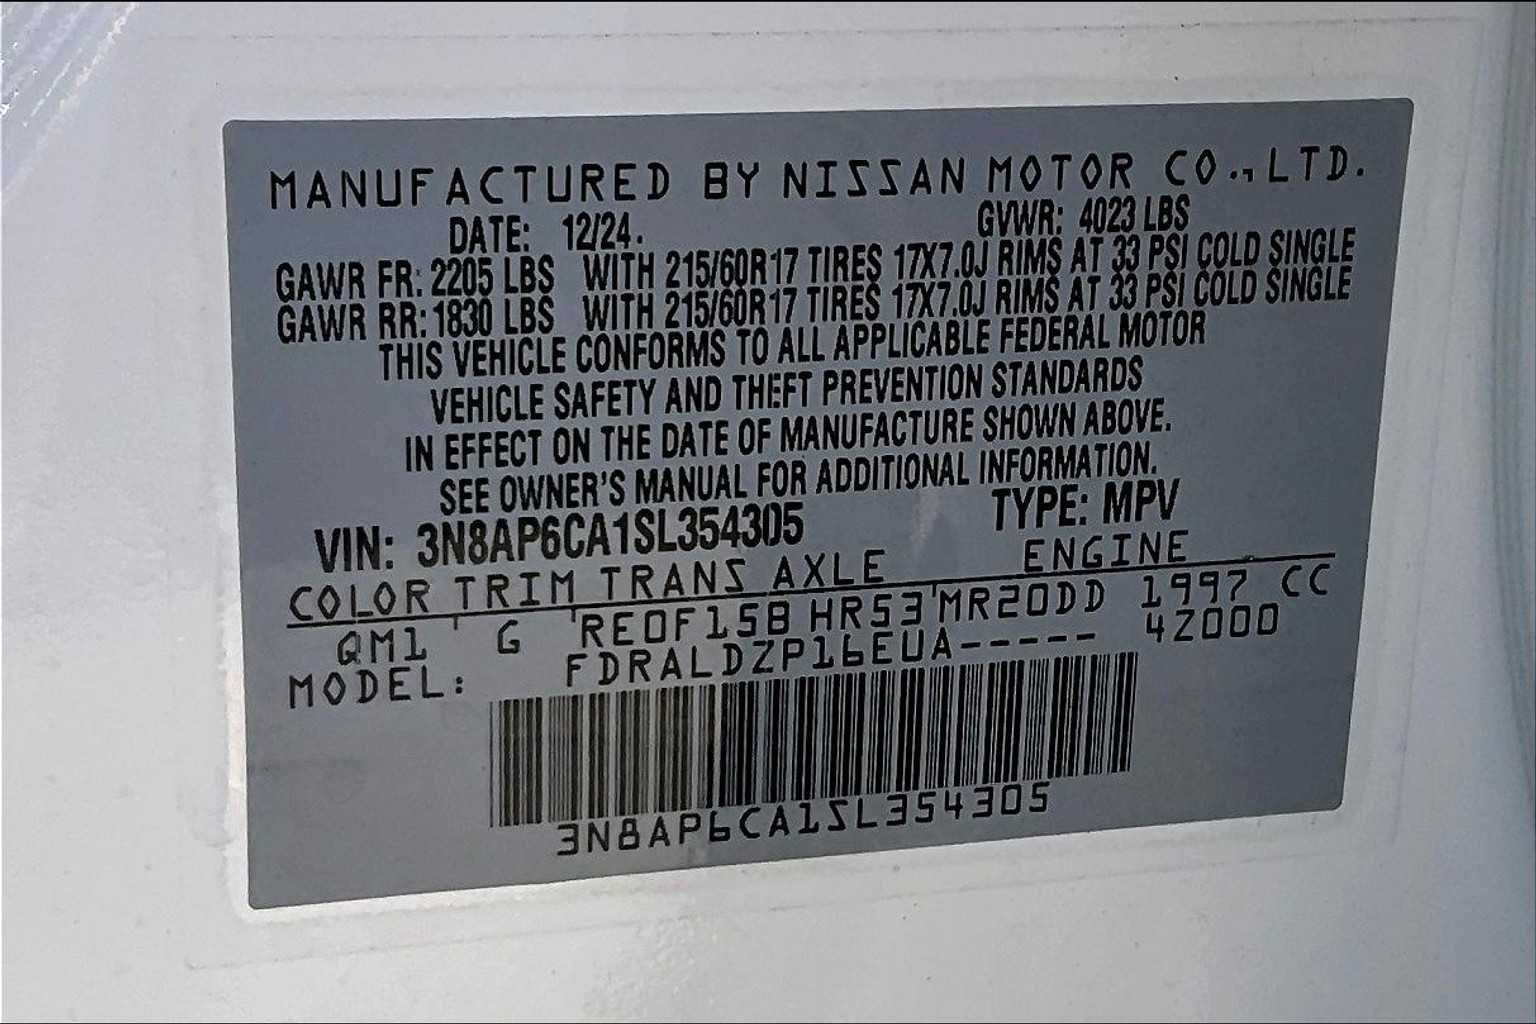 MANUFACTURED BY NISSAN MOTOR CO., LTD.
DATE: 12/24. GVWR: 4023 LBS
GAWR FR: 2205 LBS WITH 215/60R17 TIRES 17X7.0J RIMS AT 33 PSI COLD SINGLE
GAWR RR: 1830 LBS WITH 215/60R17 TIRES 17X7.0J RIMS AT 33 PSI COLD SINGLE
THIS VEHICLE CONFORMS TO ALL APPLICABLE FEDERAL MOTOR
VEHICLE SAFETY AND THEFT PREVENTION STANDARDS
IN EFFECT ON THE DATE OF MANUFACTURE SHOWN ABOVE.
SEE OWNER'S MANUAL FOR ADDITIONAL INFORMATION.
VIN: 3N8AP6CA1SL354305 TYPE: MPV
COLOR TRIM TRANS AXLE ENGINE
QM1 ' G 'RE0F15B HR53'MR20DD 1997 CC
MODEL: FDRALDZP16EUA----- 4Z000
3N8AP6CA1SL354305